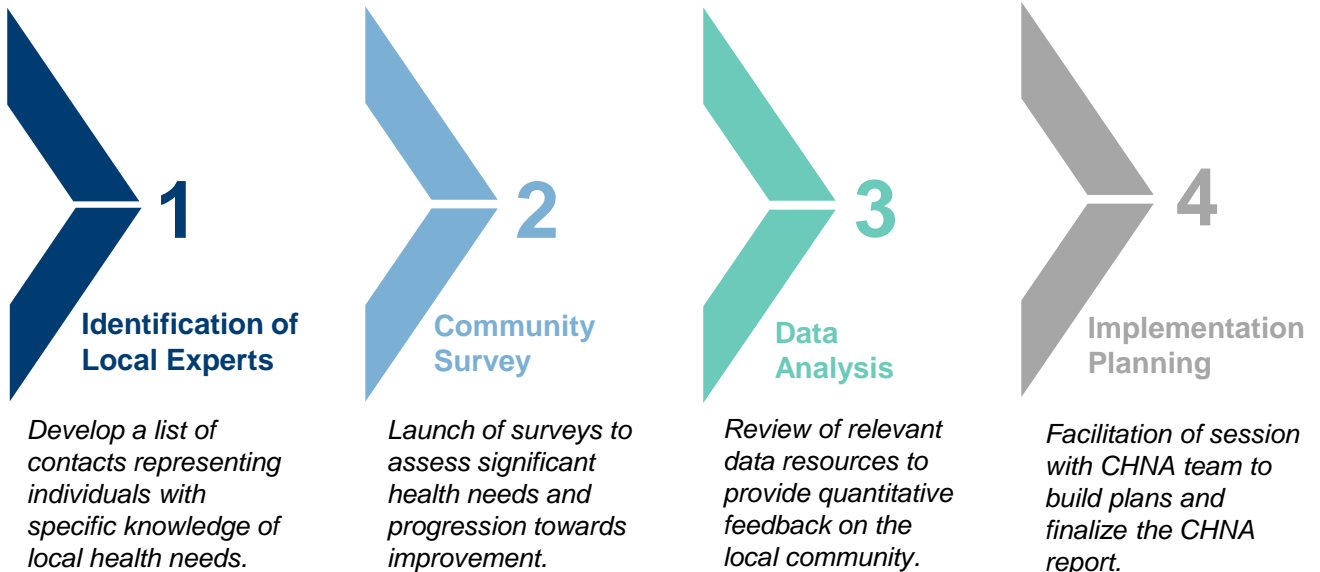 1
Identification of
Local Experts
Develop a list of
contacts representing
individuals with
specific knowledge of
local health needs.
2
Community
Survey
Launch of surveys to
assess significant
health needs and
progression towards
improvement.
3
Data
Analysis
Review of relevant
data resources to
provide quantitative
feedback on the
local community.
4
Implementation
Planning
Facilitation of session
with CHNA team to
build plans and
finalize the CHNA
report.